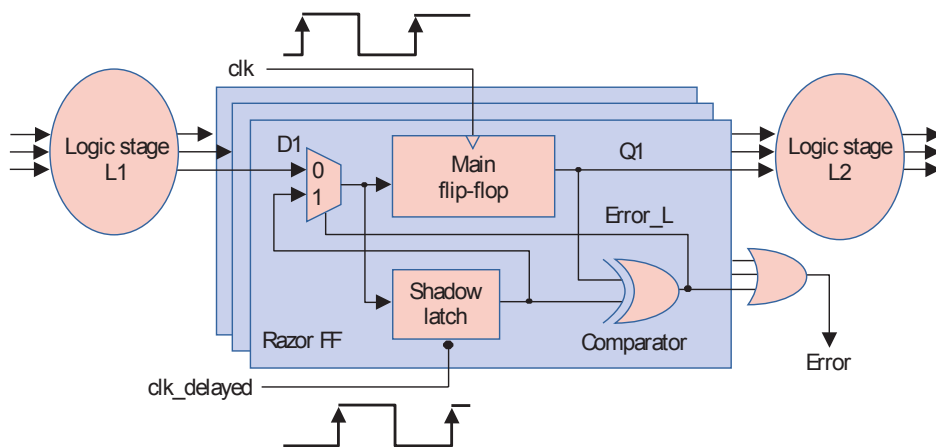 clk
Logic stage
L1
D1
0
1
Main
flip-flop
Q1
Logic stage
L2
Error_L
Shadow
latch
Razor FF
Comparator
Error
clk_delayed